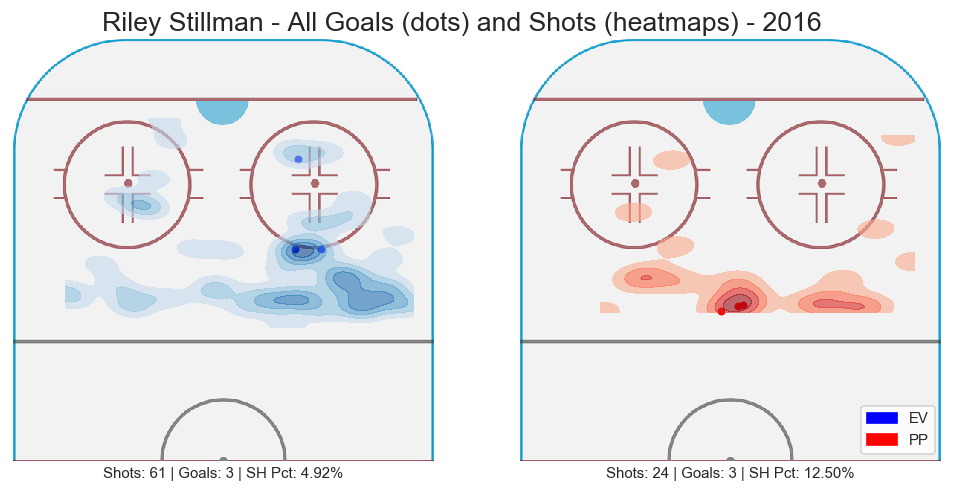 Riley Stillman - All Goals (dots) and Shots (heatmaps) - 2016
EV
PP
Shots: 61 | Goals: 3 | SH Pct: 4.92%
Shots: 24 | Goals: 3 | SH Pct: 12.50%